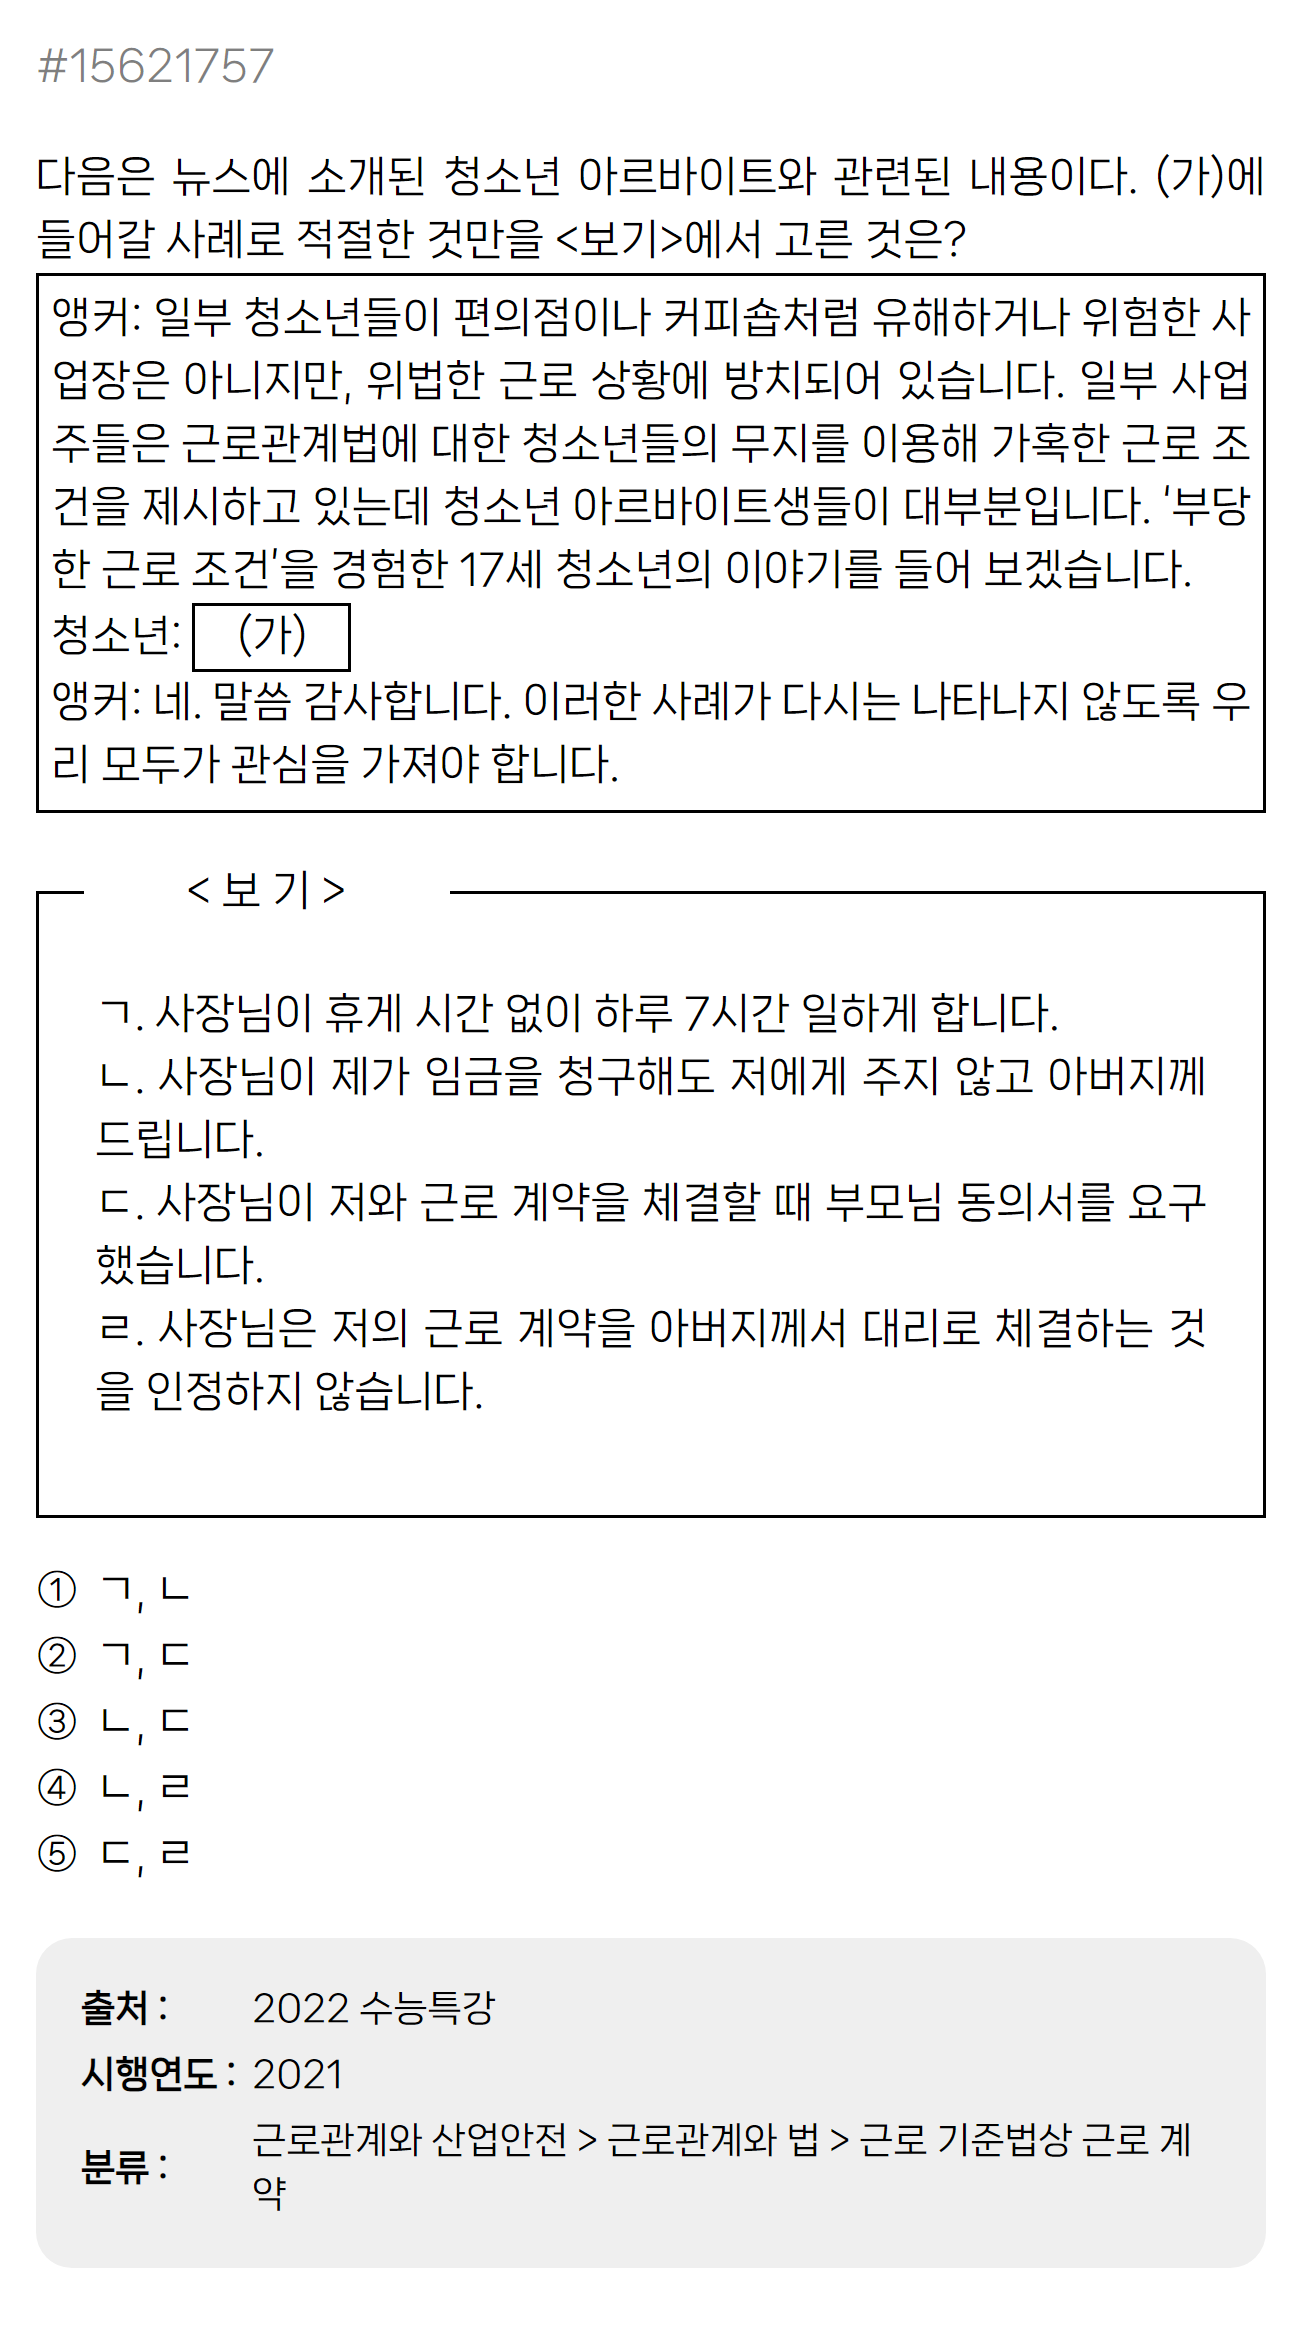 #15621757
다음은 뉴스에 소개된 청소년 아르바이트와 관련된 내용이다. (가)에
들어갈 사례로 적절한 것만을 <보기>에서 고른 것은?
앵커: 일부 청소년들이 편의점이나 커피숍처럼 유해하거나 위험한 사
업장은 아니지만, 위법한 근로 상황에 방치되어 있습니다. 일부 사업
주들은 근로관계법에 대한 청소년들의 무지를 이용해 가혹한 근로 조
건을 제시하고 있는데 청소년 아르바이트생들이 대부분입니다. '부당
한 근로 조건'을 경험한 17세 청소년의 이야기를 들어 보겠습니다.
청소년: (가)
앵커: 네. 말씀 감사합니다. 이러한 사례가 다시는 나타나지 않도록 우
리 모두가 관심을 가져야 합니다.
< 보 기 >
ㄱ. 사장님이 휴게 시간 없이 하루 7시간 일하게 합니다.
ㄴ. 사장님이 제가 임금을 청구해도 저에게 주지 않고 아버지께
드립니다.
ㄷ. 사장님이 저와 근로 계약을 체결할 때 부모님 동의서를 요구
했습니다.
ㄹ. 사장님은 저의 근로 계약을 아버지께서 대리로 체결하는 것
을 인정하지 않습니다.
① ㄱ, ㄴ
② ㄱ, ㄷ
③ ㄴ, ㄷ
④ ㄴ, ㄹ
⑤ ㄷ, ㄹ
출처 : 2022 수능특강
시행연도 : 2021
분류 : 근로관계와 산업안전 > 근로관계와 법 > 근로 기준법상 근로 계
약